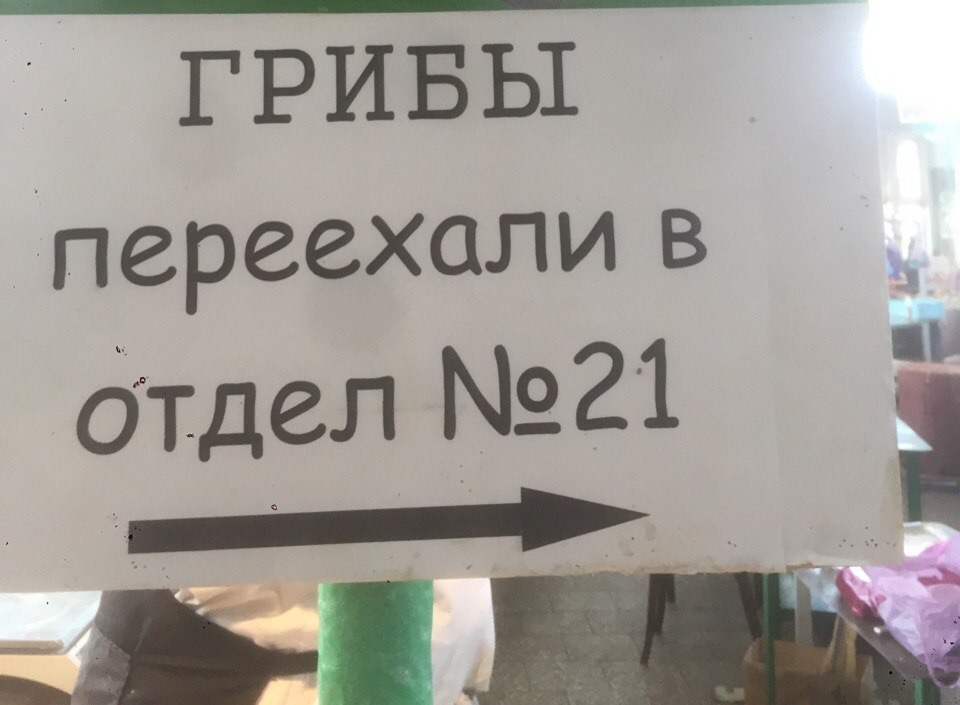 ГРИБЫ
переехали в
отдел №21